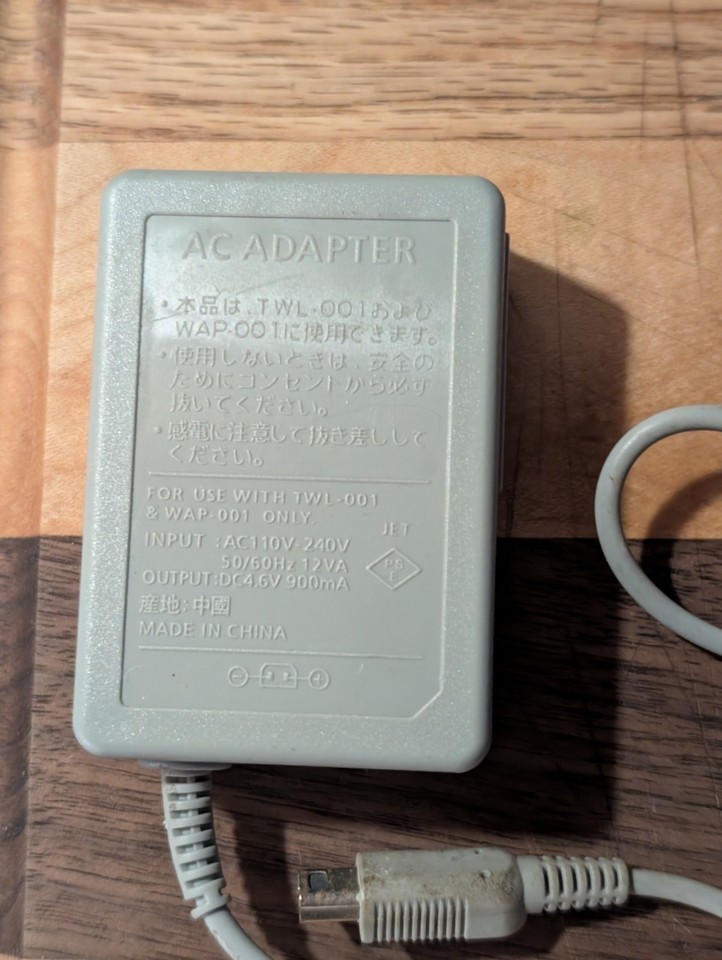 AC ADAPTER
・本品は、TWL-001および
WAP-001に使用できます。
・使用しないときは、安全の
ためにコンセントから必ず
抜いてください。
・感電に注意して抜き差しして
ください。
FOR USE WITH TWL-001
& WAP-001 ONLY.
JET
INPUT :AC110V-240V
50/60Hz 12VA
PS
E
OUTPUT:DC4.6V 900mA
産地:中國
MADE IN CHINA